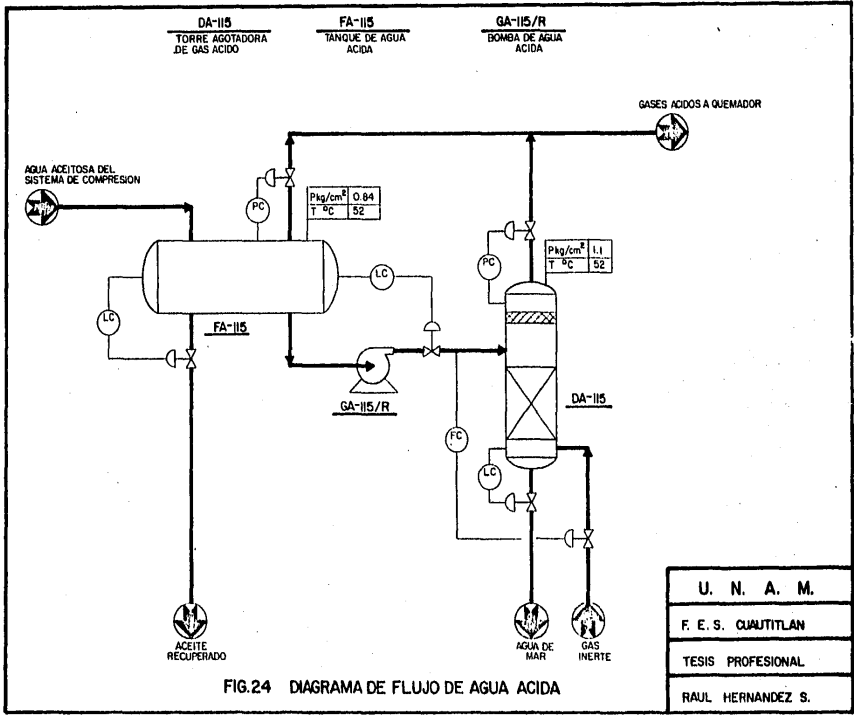 DA-115
TORRE AGOTADORA
DE GAS ACIDO
FA-115
TANQUE DE AGUA
ACIDA
GA-115/R
BOMBA DE AGUA
ACIDA
GASES ACIDOS A QUEMADOR
AGUA ACEITOSA DEL
SISTEMA DE COMPRESION
PC
Pkg/cm² 0.84
T °C 52
PC
Pkg/cm² 1.1
T °C 52
LC
LC
FA-115
GA-115/R
DA-115
FC
LC
ACEITE
RECUPERADO
AGUA DE
MAR
GAS
INERTE
FIG.24 DIAGRAMA DE FLUJO DE AGUA ACIDA
U. N. A. M.
F. E. S. CUAUTITLAN
TESIS PROFESIONAL
RAUL HERNANDEZ S.